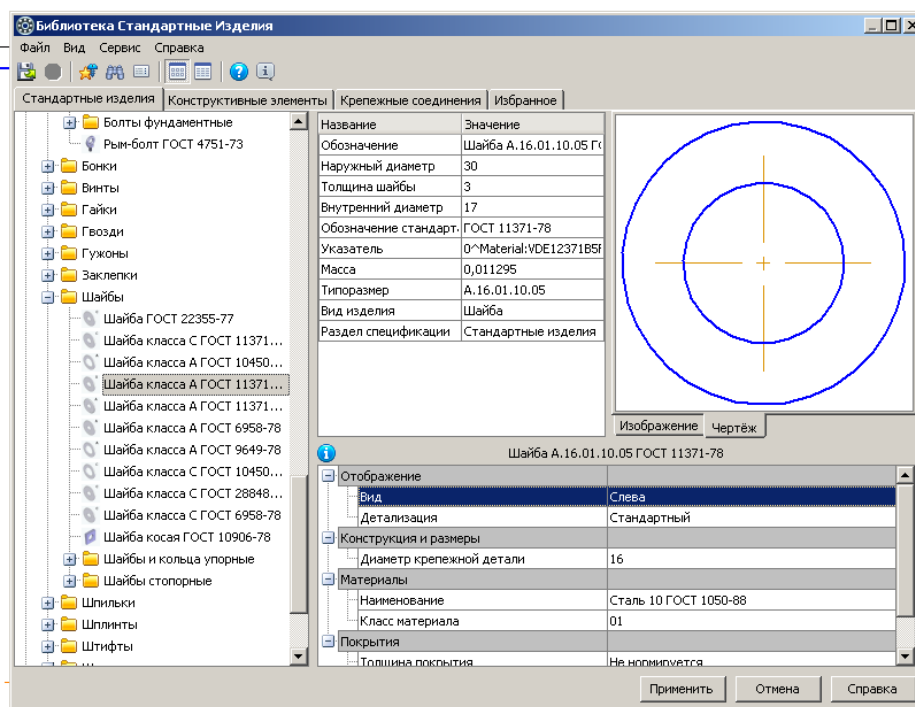 Библиотека Стандартные Изделия
Файл Вид Сервис Справка
Стандартные изделия Конструктивные элементы Крепежные соединения Избранное
Болты фундаментные
Рым-болт ГОСТ 4751-73
Бонки
Винты
Гайки
Гвозди
Гужоны
Заклепки
Шайбы
Шайба ГОСТ 22355-77
Шайба класса С ГОСТ 11371...
Шайба класса А ГОСТ 10450...
Шайба класса А ГОСТ 11371...
Шайба класса А ГОСТ 11371...
Шайба класса А ГОСТ 6958-78
Шайба класса А ГОСТ 9649-78
Шайба класса С ГОСТ 10450...
Шайба класса С ГОСТ 28848...
Шайба класса С ГОСТ 6958-78
Шайба косая ГОСТ 10906-78
Шайбы и кольца упорные
Шайбы стопорные
Шпильки
Шплинты
Штифты
Название Значение
Обозначение Шайба А.16.01.10.05 ГО
Наружный диаметр 30
Толщина шайбы 3
Внутренний диаметр 17
Обозначение стандарт. ГОСТ 11371-78
Указатель 0^Material:VDE12371B5F
Масса 0,011295
Типоразмер А.16.01.10.05
Вид изделия Шайба
Раздел спецификации Стандартные изделия
Изображение Чертёж
Шайба А.16.01.10.05 ГОСТ 11371-78
Отображение
Вид Слева
Детализация Стандартный
Конструкция и размеры
Диаметр крепежной детали 16
Материалы
Наименование Сталь 10 ГОСТ 1050-88
Класс материала 01
Покрытия
Толщина покрытия Не нормируется
Применить Отмена Справка